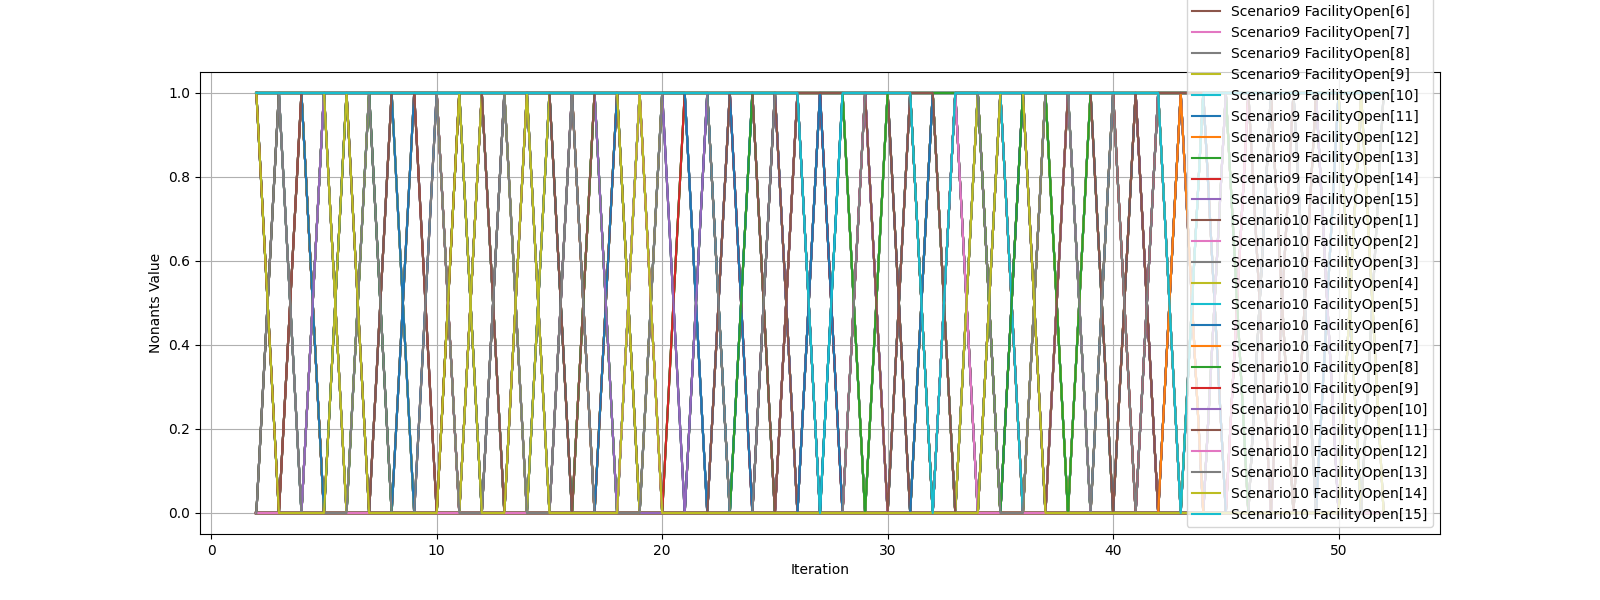 Scenario9 FacilityOpen[6]
Scenario9 FacilityOpen[7]
Scenario9 FacilityOpen[8]
Scenario9 FacilityOpen[9]
Scenario9 FacilityOpen[10]
Scenario9 FacilityOpen[11]
Scenario9 FacilityOpen[12]
Scenario9 FacilityOpen[13]
Scenario9 FacilityOpen[14]
Scenario9 FacilityOpen[15]
Scenario10 FacilityOpen[1]
Scenario10 FacilityOpen[2]
Scenario10 FacilityOpen[3]
Scenario10 FacilityOpen[4]
Scenario10 FacilityOpen[5]
Scenario10 FacilityOpen[6]
Scenario10 FacilityOpen[7]
Scenario10 FacilityOpen[8]
Scenario10 FacilityOpen[9]
Scenario10 FacilityOpen[10]
Scenario10 FacilityOpen[11]
Scenario10 FacilityOpen[12]
Scenario10 FacilityOpen[13]
Scenario10 FacilityOpen[14]
Scenario10 FacilityOpen[15]
Nonants Value
1.0
0.8
0.6
0.4
0.2
0.0
0 10 20 30 40 50
Iteration